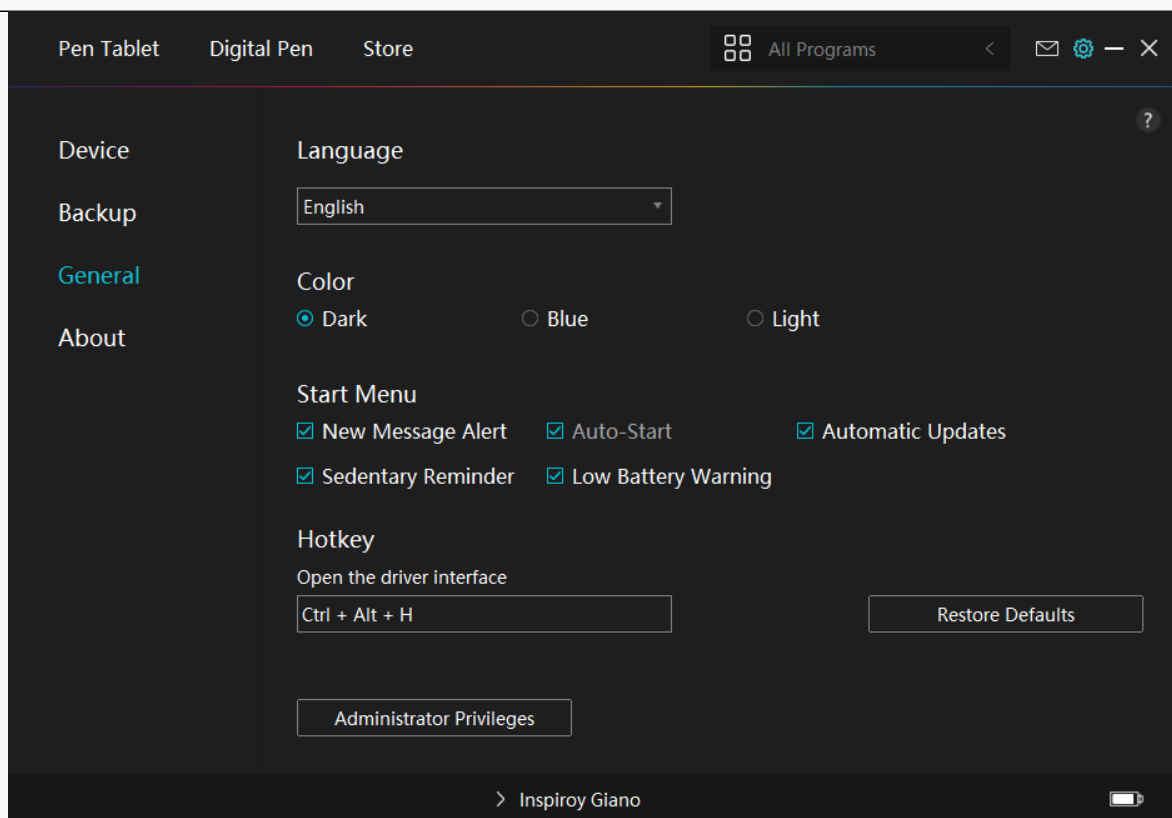 Pen Tablet Digital Pen Store All Programs
?
Device
Backup
General
About
Language
English
Color
Dark Blue Light
Start Menu
New Message Alert Auto-Start Automatic Updates
Sedentary Reminder Low Battery Warning
Hotkey
Open the driver interface
Ctrl + Alt + H Restore Defaults
Administrator Privileges
Inspiroy Giano